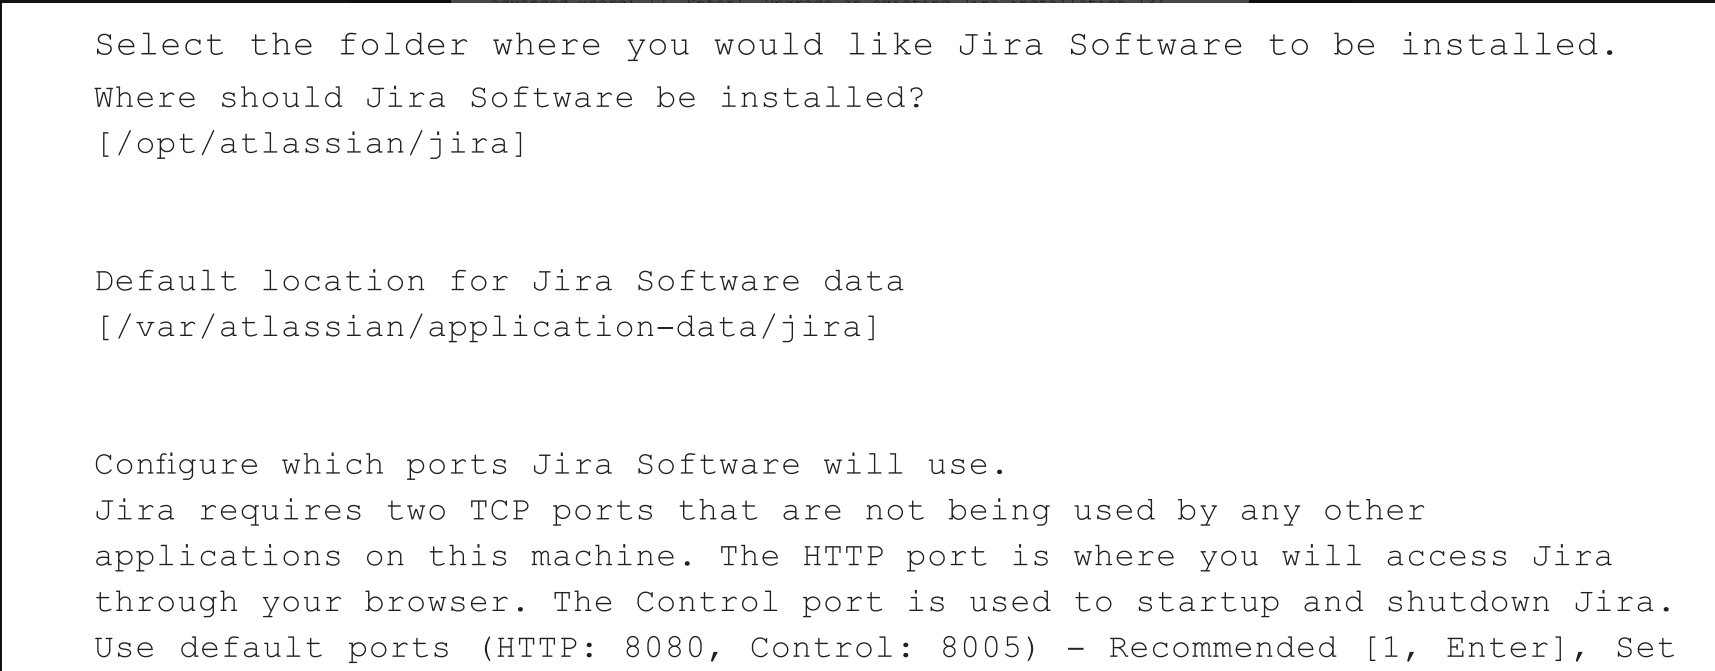 Select the folder where you would like Jira Software to be installed.
Where should Jira Software be installed?
[/opt/atlassian/jira]
Default location for Jira Software data
[/var/atlassian/application-data/jira]
Configure which ports Jira Software will use.
Jira requires two TCP ports that are not being used by any other
applications on this machine. The HTTP port is where you will access Jira
through your browser. The Control port is used to startup and shutdown Jira.
Use default ports (HTTP: 8080, Control: 8005) - Recommended [1, Enter], Set